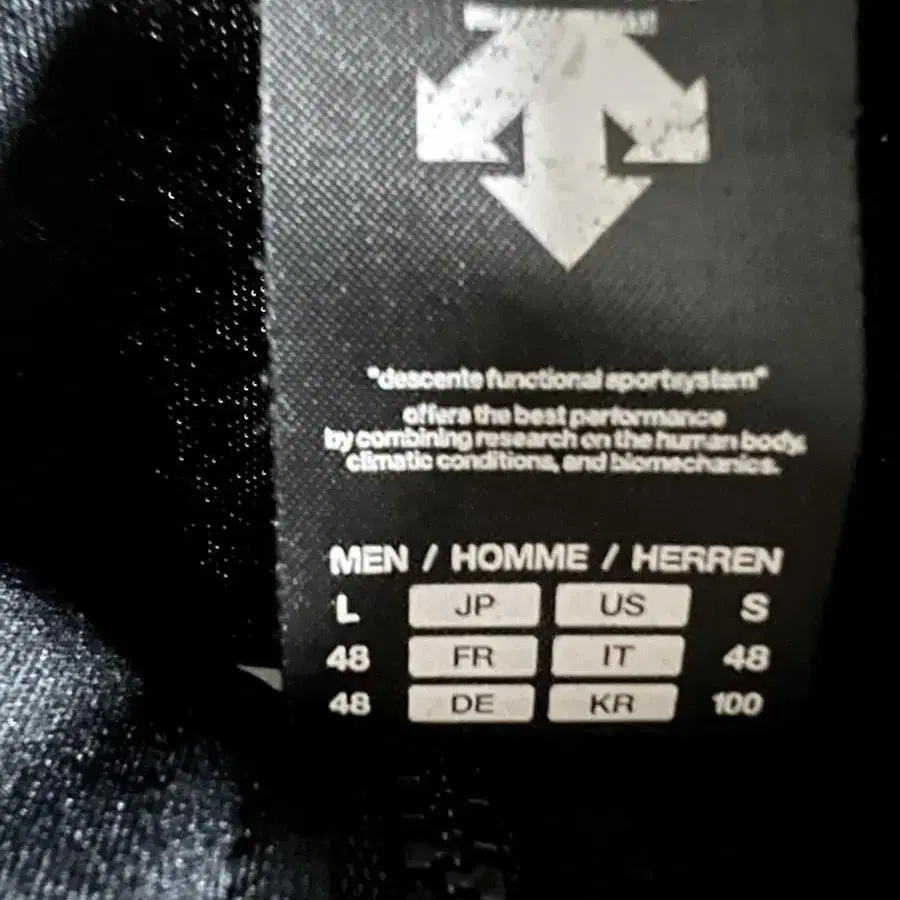 "descente functional sportsystem"
offers the best performance
by combining research on the human body,
climatic conditions, and biomechanics.
MEN / HOMME / HERREN
L JP US S
48 FR IT 48
48 DE KR 100